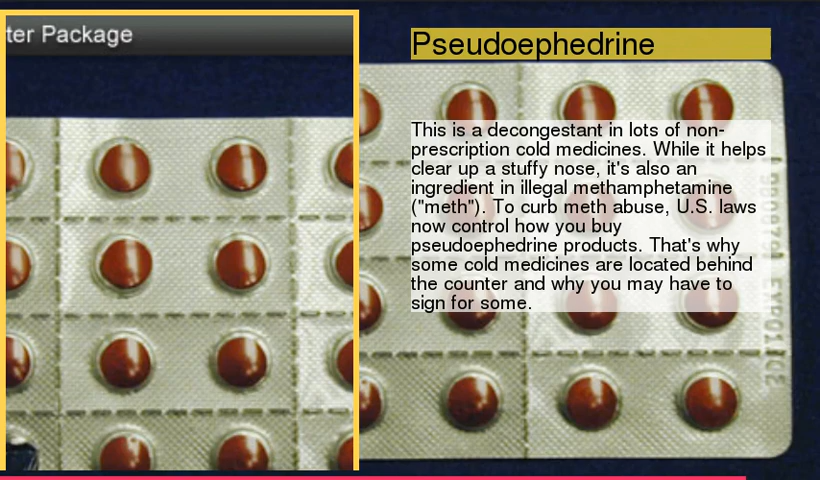 ter Package
Pseudoephedrine
This is a decongestant in lots of non-
prescription cold medicines. While it helps
clear up a stuffy nose, it's also an
ingredient in illegal methamphetamine
("meth"). To curb meth abuse, U.S. laws
now control how you buy
pseudoephedrine products. That's why
some cold medicines are located behind
the counter and why you may have to
sign for some.